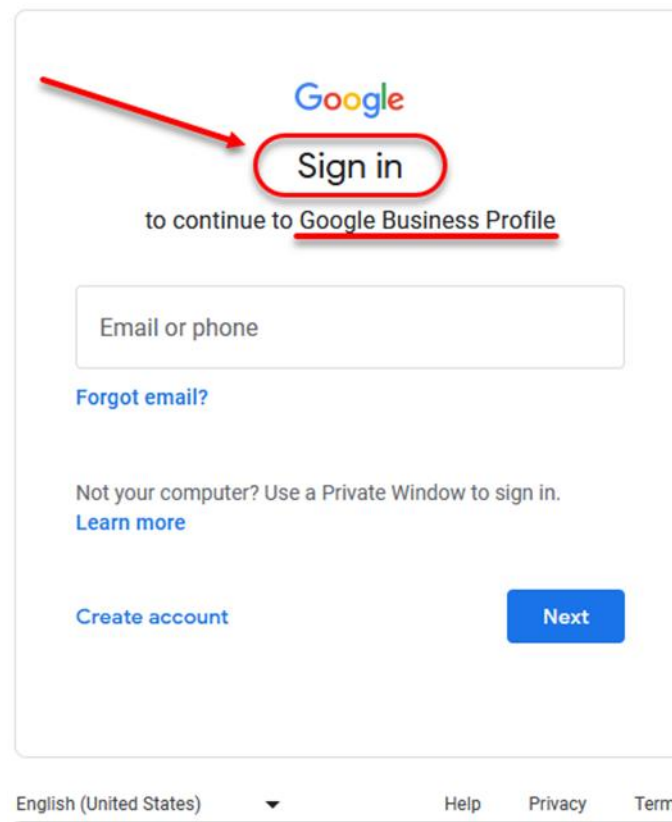 Google
Sign in
to continue to Google Business Profile
Email or phone
Forgot email?
Not your computer? Use a Private Window to sign in.
Learn more
Create account
Next
English (United States)
Help
Privacy
Term